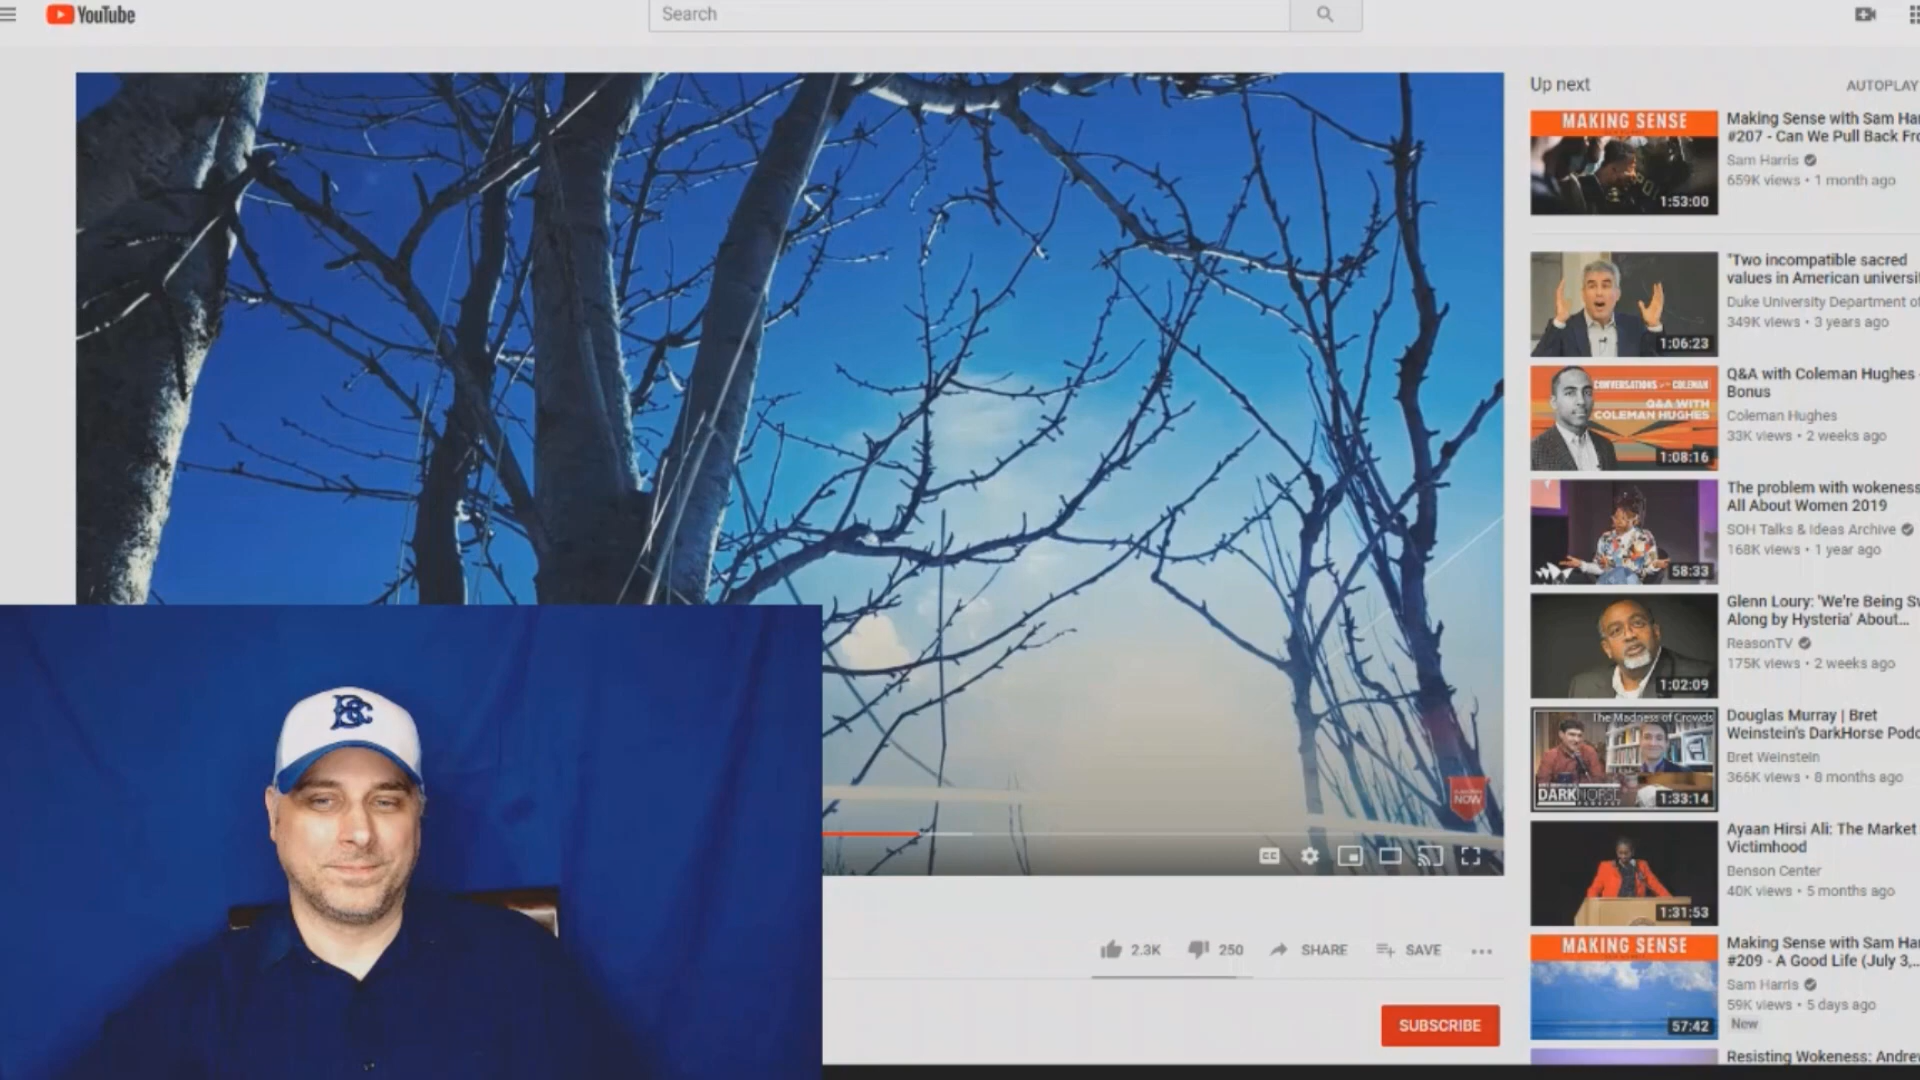 YouTube
Search
Up next
AUTOPLAY
MAKING SENSE
1:53:00
Making Sense with Sam Har
#207 - Can We Pull Back Fro
Sam Harris
659K views • 1 month ago
1:06:23
"Two incompatible sacred
values in American universit
Duke University Department of
349K views • 3 years ago
CONVERSATIONS with COLEMAN
Q&A WITH
COLEMAN HUGHES
1:08:16
Q&A with Coleman Hughes -
Bonus
Coleman Hughes
33K views • 2 weeks ago
58:33
The problem with wokeness
All About Women 2019
SOH Talks & Ideas Archive
168K views • 1 year ago
1:02:09
Glenn Loury: 'We're Being Sw
Along by Hysteria' About...
ReasonTV
175K views • 2 weeks ago
The Madness of Crowds
DARKHORSE
PODCAST
1:33:14
Douglas Murray | Bret
Weinstein's DarkHorse Podc
Bret Weinstein
366K views • 8 months ago
1:31:53
Ayaan Hirsi Ali: The Market
Victimhood
Benson Center
40K views • 5 months ago
MAKING SENSE
57:42
Making Sense with Sam Har
#209 - A Good Life (July 3,...
Sam Harris
59K views • 5 days ago
New
Resisting Wokeness: Andrew
NOW
CC
2.3K
250
SHARE
SAVE
SUBSCRIBE